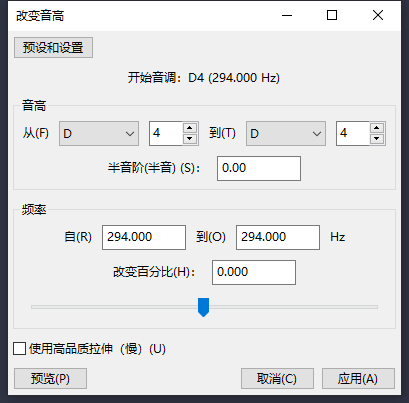 改变音高
预设和设置
开始音调：D4 (294.000 Hz)
音高
从(F) D 4 到(T) D 4
半音阶(半音) (S)： 0.00
频率
自(R) 294.000 到(O) 294.000 Hz
改变百分比(H)： 0.000
使用高品质拉伸（慢）(U)
预览(P) 取消(C) 应用(A)